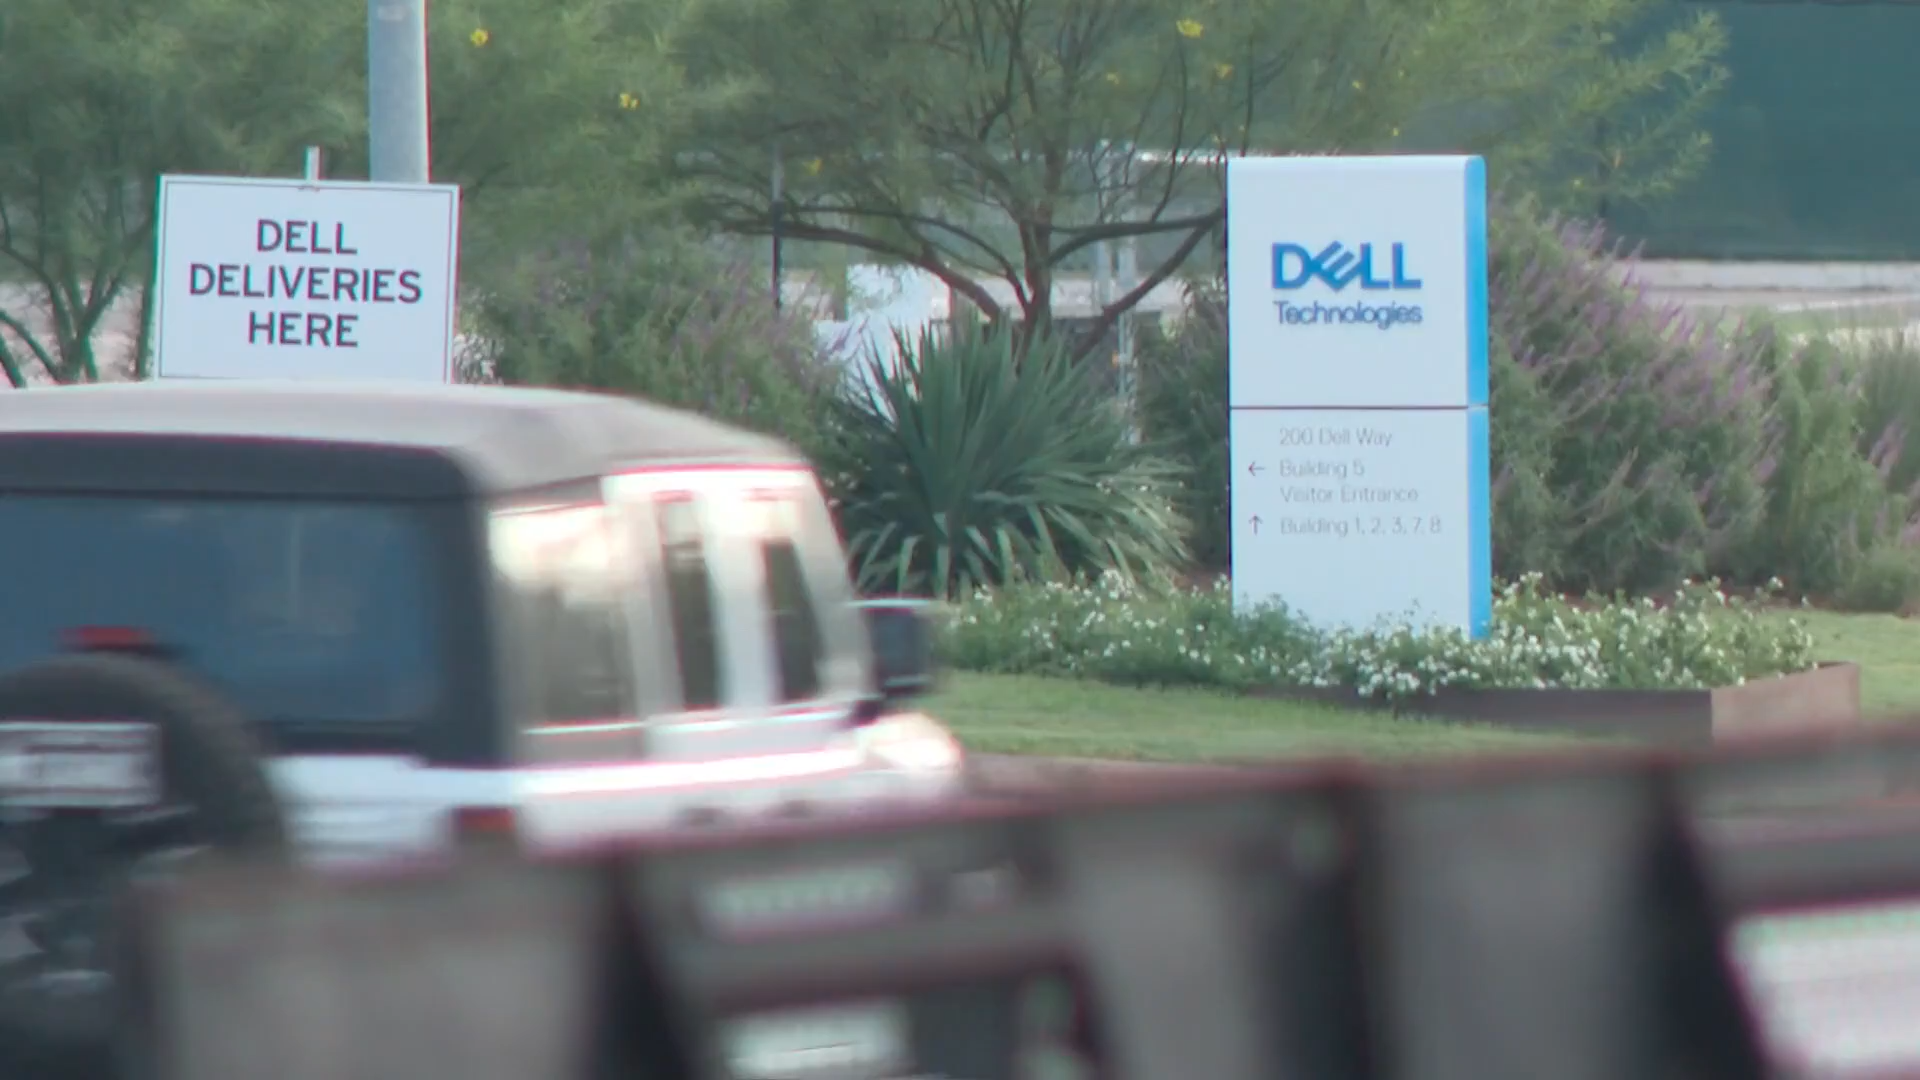 DELL
DELIVERIES
HERE
DELL
Technologies
200 Dell Way
← Building 5
Visitor Entrance
↑ Building 1, 2, 3, 7, 8